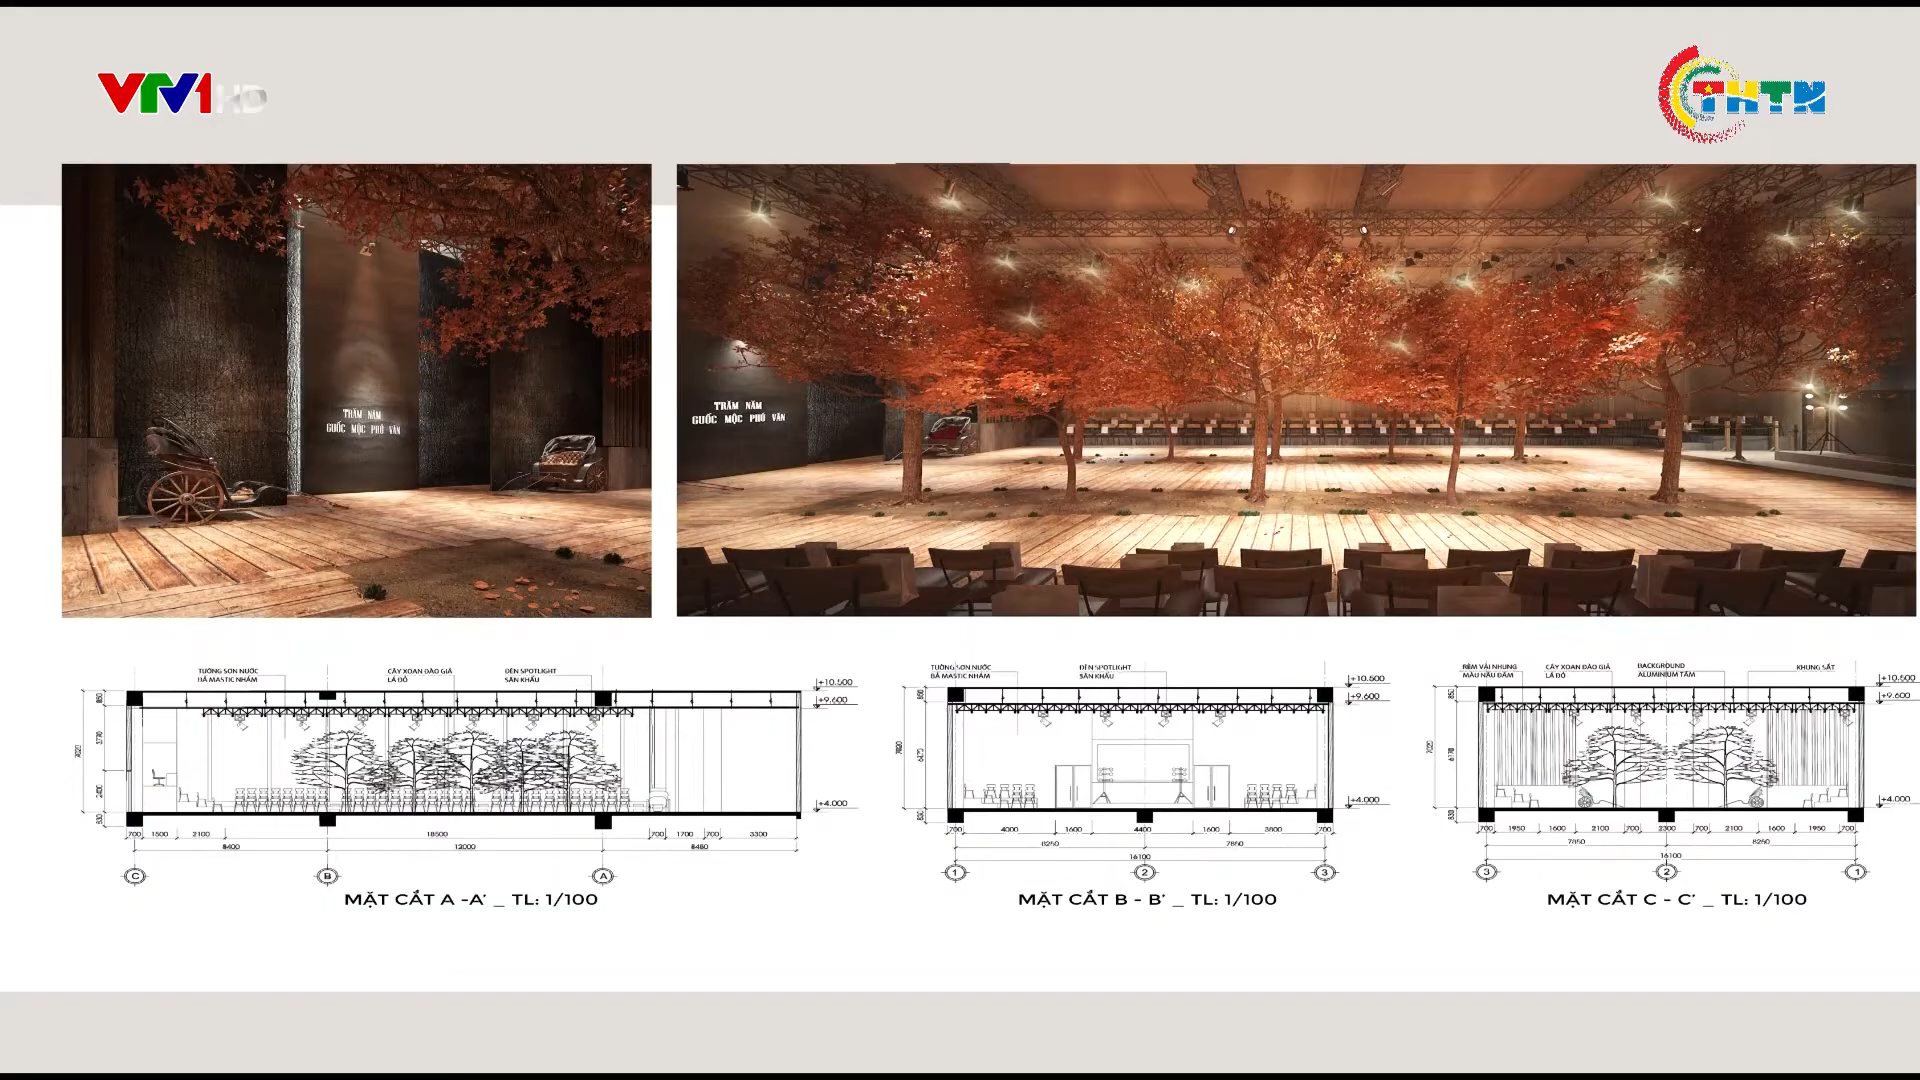 VTV1 HD
THTN
TRĂM NĂM
GUỐC MỘC PHÚ VÂN
TRĂM NĂM
GUỐC MỘC PHÚ VÂN
TƯỜNG SƠN NƯỚC
BẢ MASTIC NHÁM
CÂY XOAN ĐÀO GIẢ
LÁ ĐỎ
ĐÈN SPOTLIGHT
SÂN KHẤU
+10.500
+9.600
+4.000
700 1500 2100 18500 700 1700 700 3300
8400 12000 8480
C B A
MẶT CẮT A -A' _ TL: 1/100
TƯỜNG SƠN NƯỚC
BẢ MASTIC NHÁM
ĐÈN SPOTLIGHT
SÂN KHẤU
+10.500
+9.600
+4.000
700 4000 1600 4400 1600 3800 700
8250 7850
16100
1 2 3
MẶT CẮT B - B' _ TL: 1/100
RÈM VẢI NHUNG
MÀU NÂU ĐẬM
CÂY XOAN ĐÀO GIẢ
LÁ ĐỎ
BACKGROUND
ALUMINIUM TẤM
KHUNG SẮT
+10.500
+9.600
+4.000
700 1950 1600 2100 700 2300 700 2100 1600 1950 700
7850 8250
16100
3 2 1
MẶT CẮT C - C' _ TL: 1/100